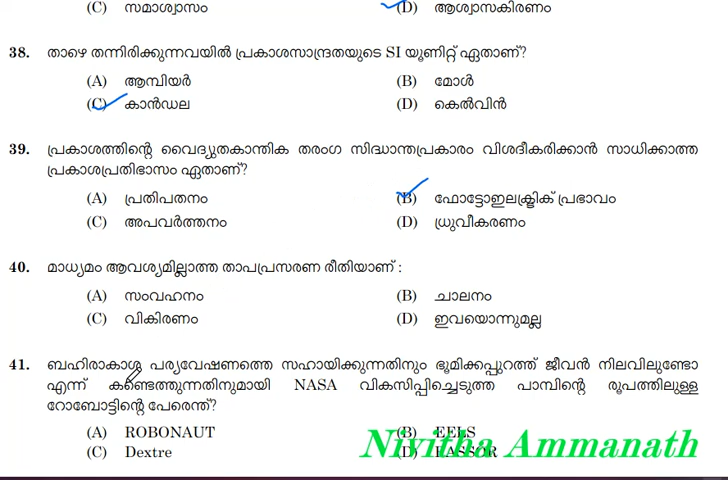 (C) സമാശ്വാസം (D) ആശ്വാസകിരണം
38. താഴെ തന്നിരിക്കുന്നവയിൽ പ്രകാശസാന്ദ്രതയുടെ SI യൂണിറ്റ് ഏതാണ്?
(A) ആമ്പിയർ (B) മോൾ
(C) കാൻഡല (D) കെൽവിൻ
39. പ്രകാശത്തിന്റെ വൈദ്യുതകാന്തിക തരംഗ സിദ്ധാന്തപ്രകാരം വിശദീകരിക്കാൻ സാധിക്കാത്ത
പ്രകാശപ്രതിഭാസം ഏതാണ്?
(A) പ്രതിപതനം (B) ഫോട്ടോഇലക്ട്രിക് പ്രഭാവം
(C) അപവർത്തനം (D) ധ്രുവീകരണം
40. മാധ്യമം ആവശ്യമില്ലാത്ത താപപ്രസരണ രീതിയാണ് :
(A) സംവഹനം (B) ചാലനം
(C) വികിരണം (D) ഇവയൊന്നുമല്ല
41. ബഹിരാകാശ പര്യവേഷണത്തെ സഹായിക്കുന്നതിനും ഭൂമിക്കപ്പുറത്ത് ജീവൻ നിലവിലുണ്ടോ
എന്ന് കണ്ടെത്തുന്നതിനുമായി NASA വികസിപ്പിച്ചെടുത്ത പാമ്പിന്റെ രൂപത്തിലുള്ള
റോബോട്ടിന്റെ പേരെന്ത്?
(A) ROBONAUT (B) EELS
(C) Dextre (D) RASSOR
Nivitha Ammanath